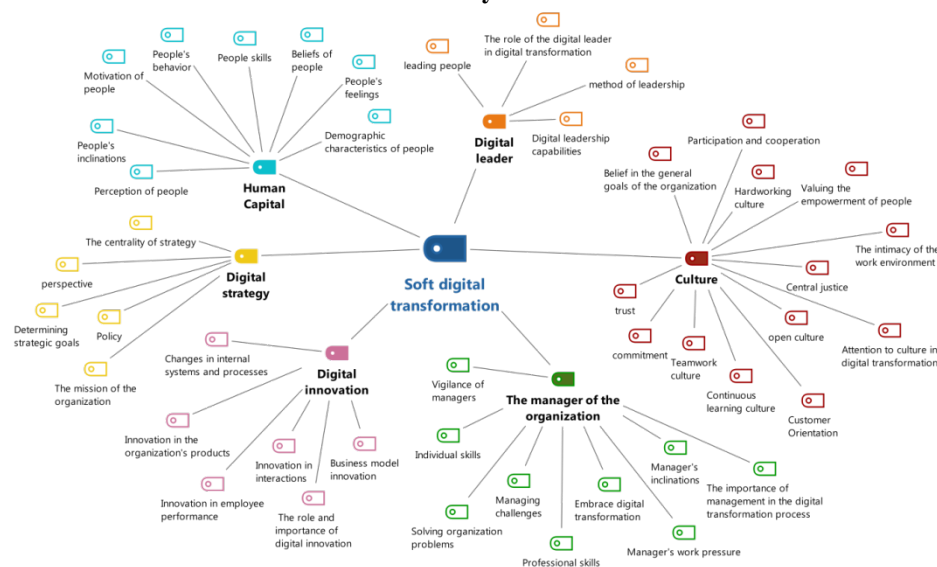 People's
behavior
People skills
Beliefs of
people
Motivation of
people
People's
feelings
People's
inclinations
Demographic
characteristics of people
Perception of people
Human
Capital
The role of the digital leader
in digital transformation
leading people
method of leadership
Digital
leader
Digital leadership
capabilities
Participation and cooperation
Belief in the general
goals of the organization
Hardworking
culture
Valuing the
empowerment of people
The intimacy of the
work environment
Culture
Central justice
trust
open culture
commitment
Teamwork
culture
Attention to culture in
digital transformation
Continuous
learning culture
Customer
Orientation
The centrality of strategy
perspective
Digital
strategy
Determining
strategic goals
Policy
The mission of the
organization
Soft digital
transformation
Changes in internal
systems and processes
Digital
innovation
Innovation in the
organization's products
Innovation in
interactions
Business model
innovation
Innovation in employee
performance
The role and
importance of
digital innovation
Vigilance of
managers
The manager of the
organization
Individual skills
Managing
challenges
Solving organization
problems
Professional skills
Embrace digital
transformation
Manager's
inclinations
Manager's work pressure
The importance of
management in the digital
transformation process